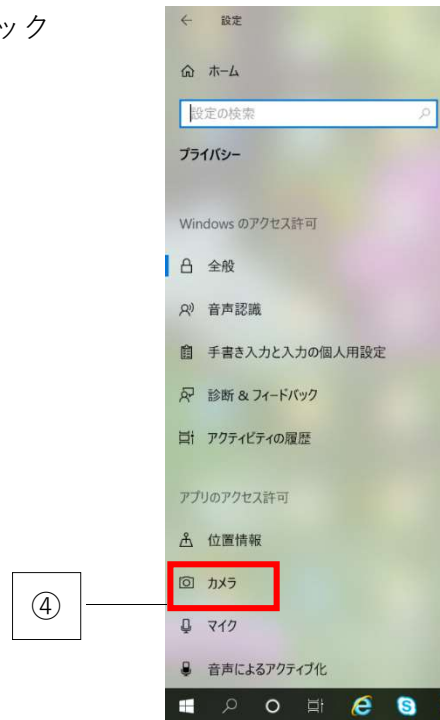 ック
設定
ホーム
設定の検索
プライバシー
Windows のアクセス許可
全般
音声認識
手書き入力と入力の個人用設定
診断 & フィードバック
アクティビティの履歴
アプリのアクセス許可
位置情報
カメラ
④
マイク
音声によるアクティブ化